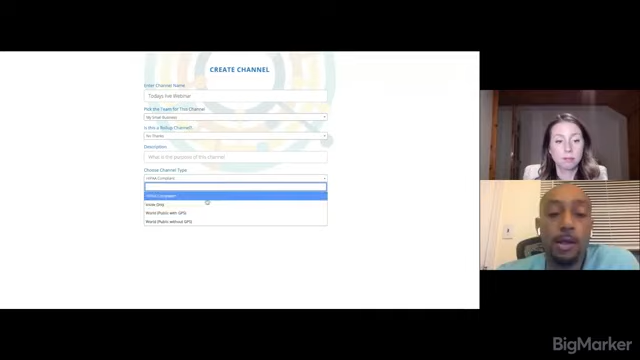 CREATE CHANNEL
Enter Channel Name
Todays live Webinar
Pick the Team for This Channel
My Small Business
Is this a Rollup Channel?
No Thanks
Description
What is the purpose of this channel
Choose Channel Type
HIPAA Compliant
HIPAA Compliant
Invite Only
World (Public with GPS)
World (Public without GPS)
BigMarker